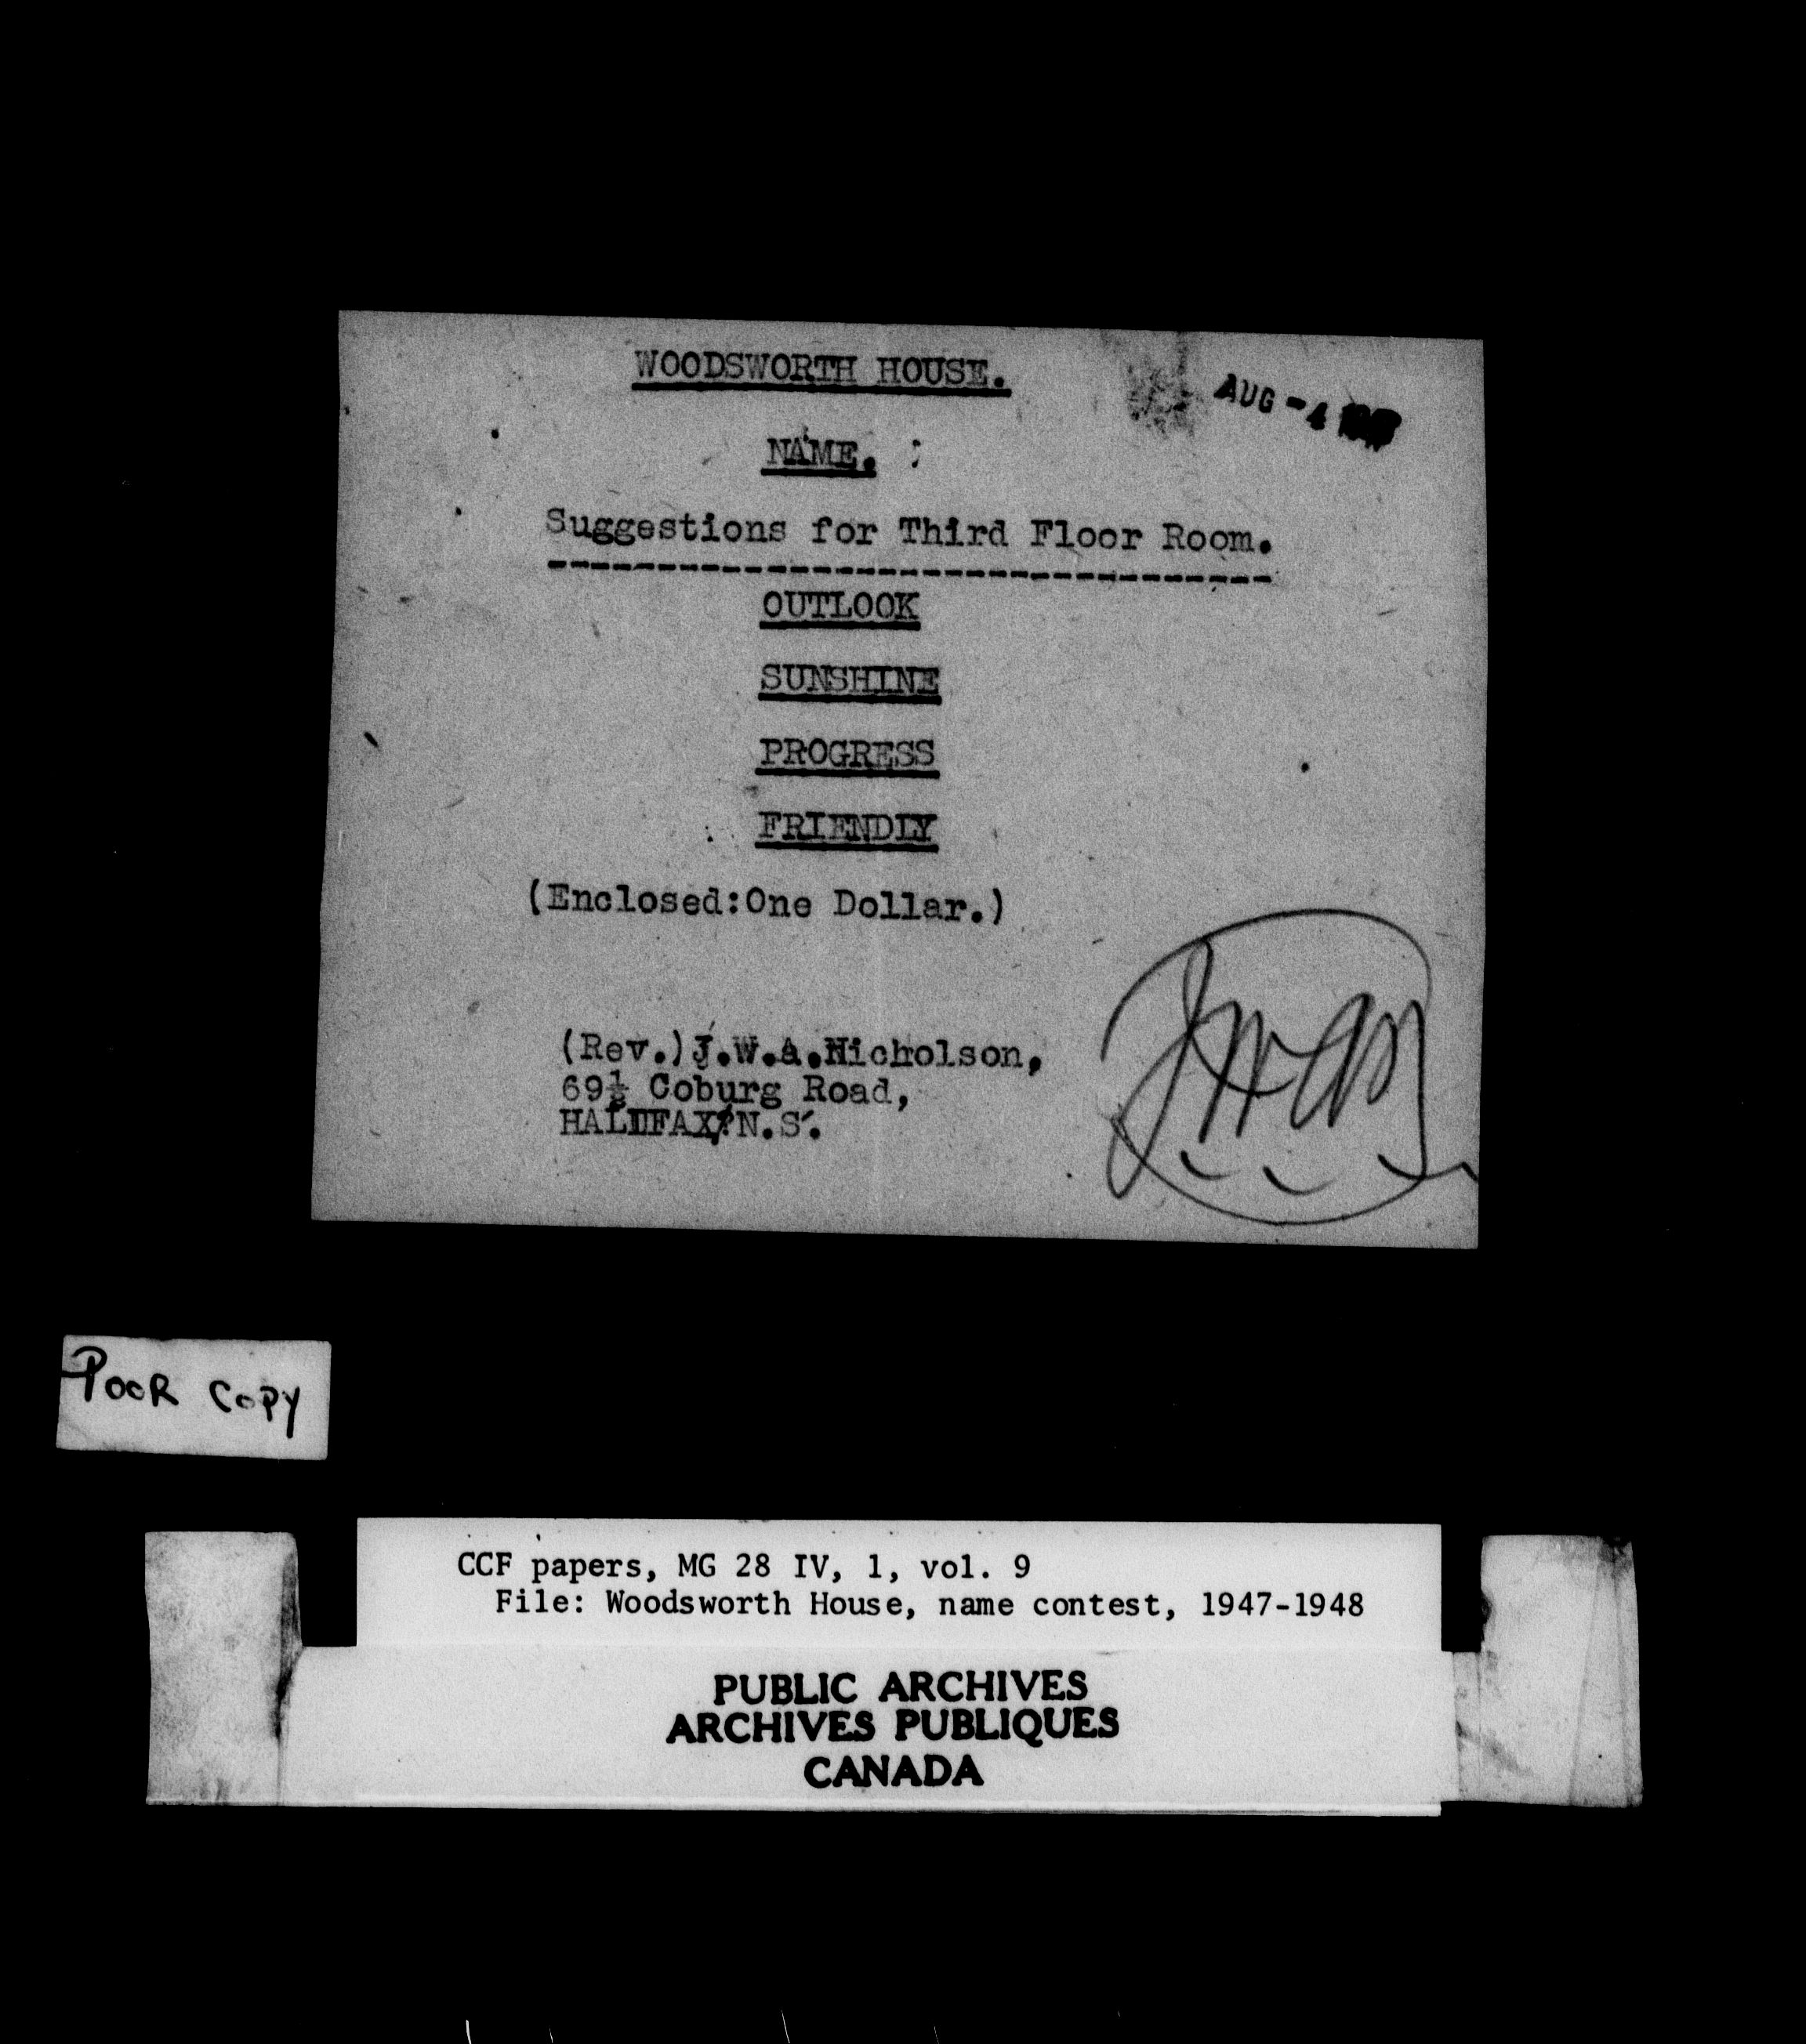 WOODSWORTH HOUSE.
AUG -4
NAME. :
Suggestions for Third Floor Room.
---------------------------------
OUTLOOK
SUNSHINE
PROGRESS
FRIENDLY
(Enclosed:One Dollar.)
(Rev.)J.W.A.Nicholson,
69½ Coburg Road,
HALIFAX,N.S.
JWAN
POOR COPY
CCF papers, MG 28 IV, 1, vol. 9
File: Woodsworth House, name contest, 1947-1948
PUBLIC ARCHIVES
ARCHIVES PUBLIQUES
CANADA